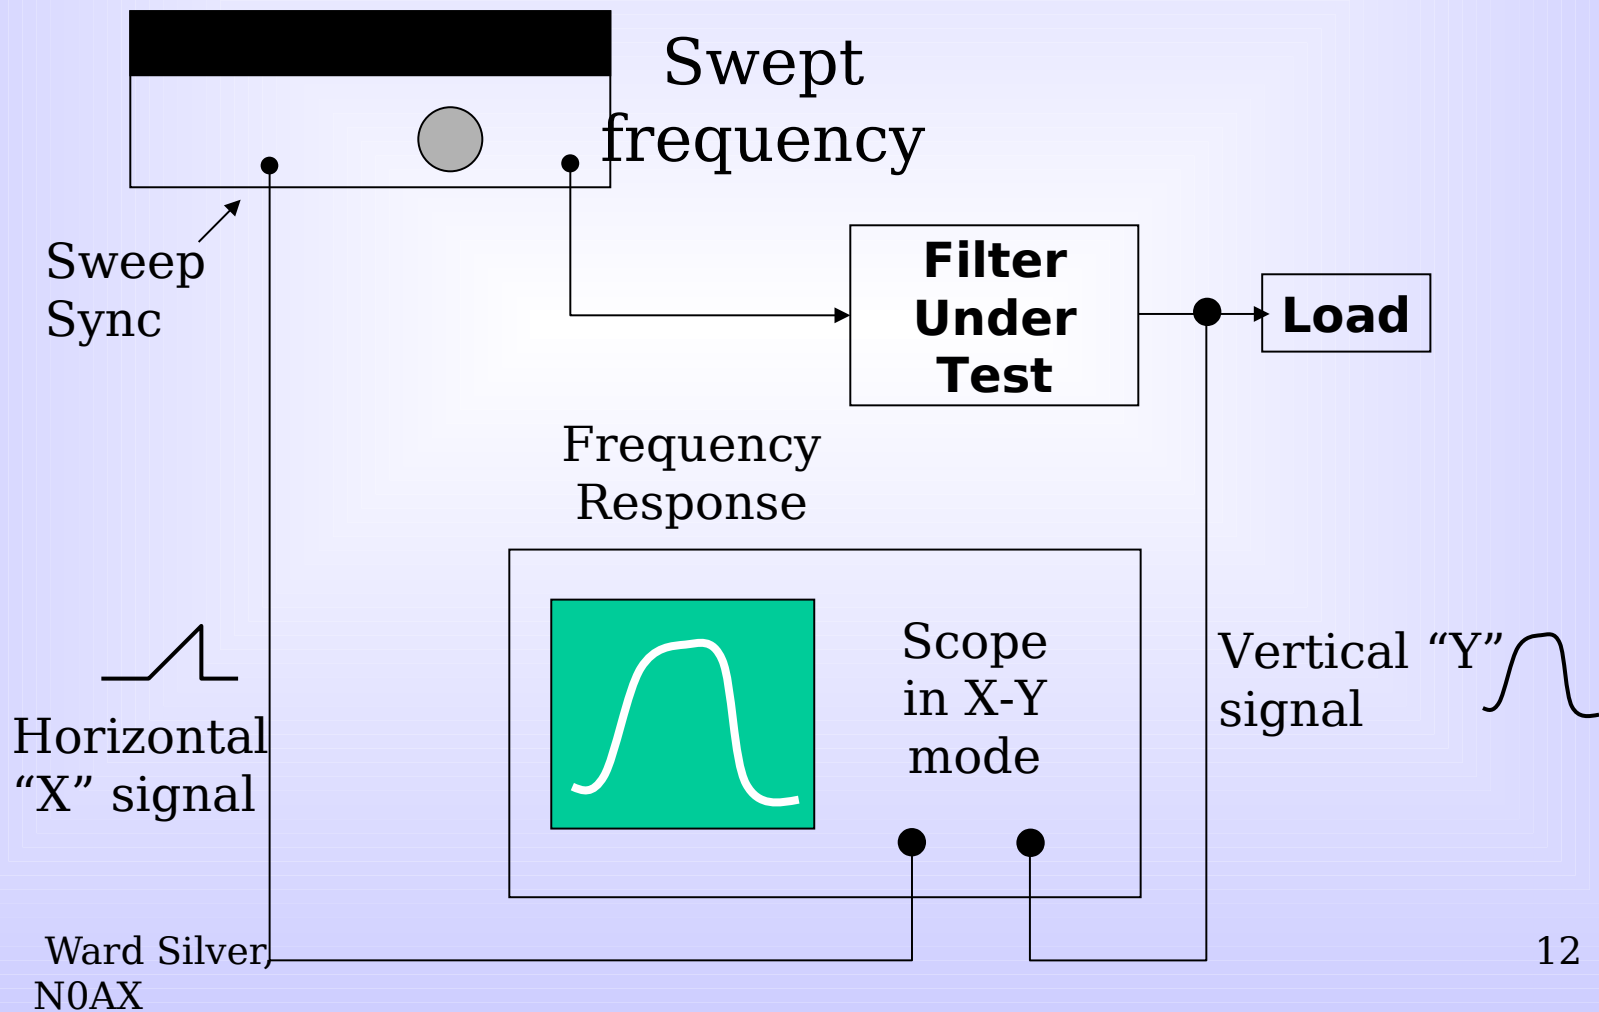 Swept
frequency
Sweep
Sync
Filter
Under
Test
Load
Frequency
Response
Scope
in X-Y
mode
Horizontal
“X” signal
Vertical “Y”
signal
Ward Silver,
N0AX
12